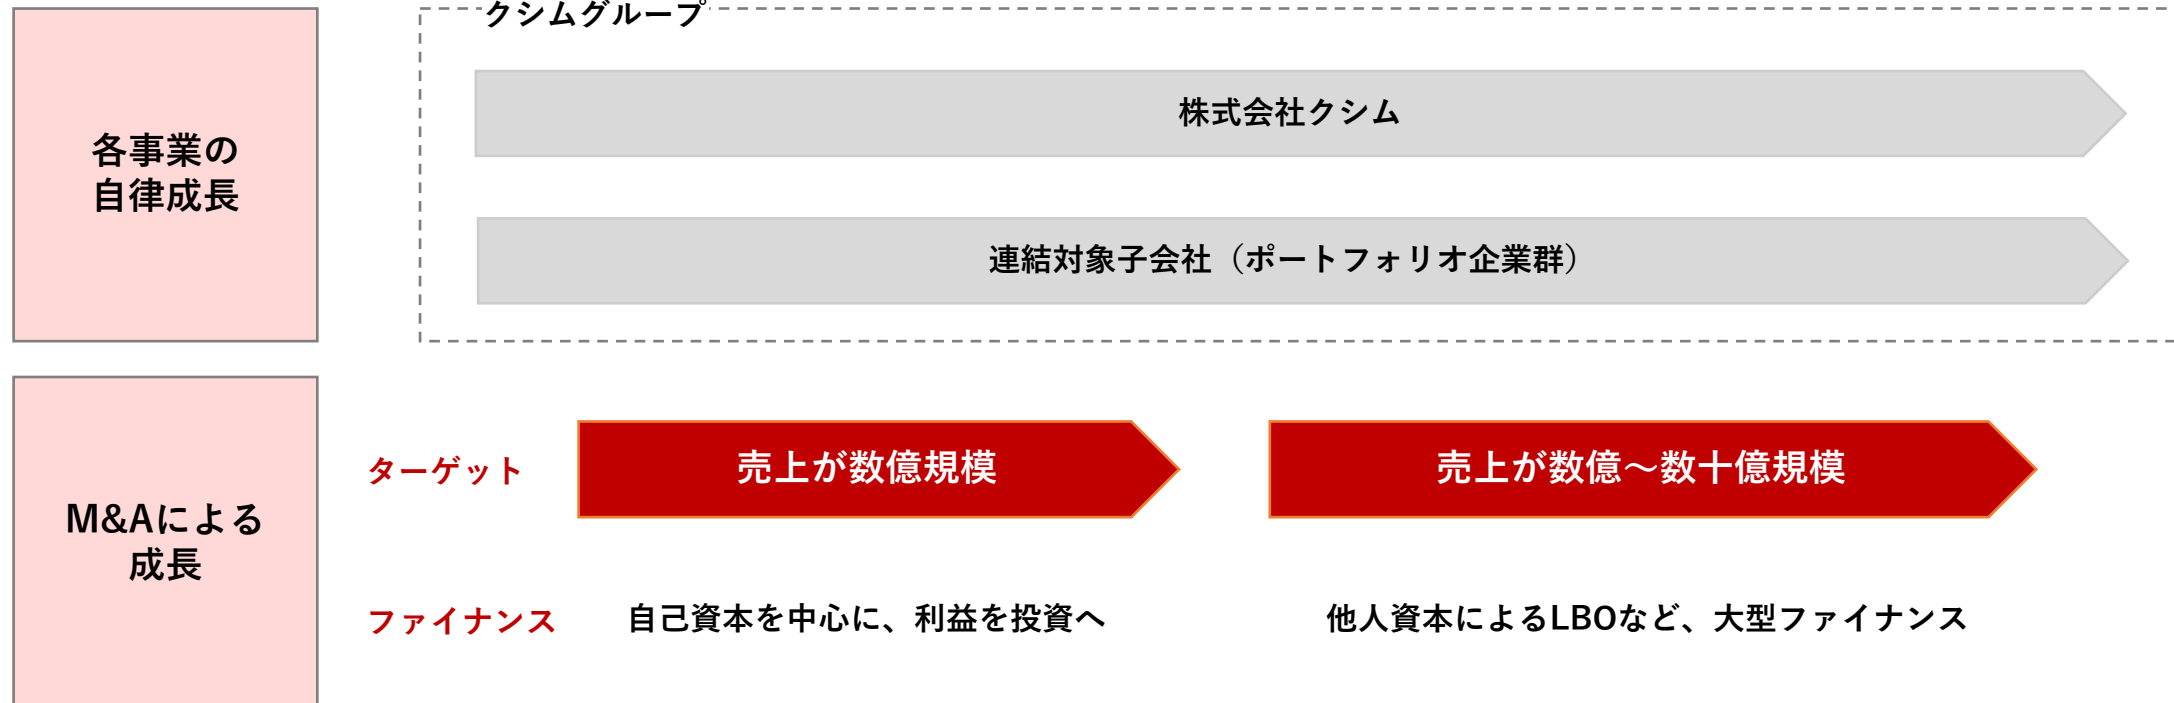 クシムグループ
各事業の
自律成長
株式会社クシム
連結対象子会社（ポートフォリオ企業群）
M&Aによる
成長
ターゲット
売上が数億規模
売上が数億～数十億規模
ファイナンス
自己資本を中心に、利益を投資へ
他人資本によるLBOなど、大型ファイナンス